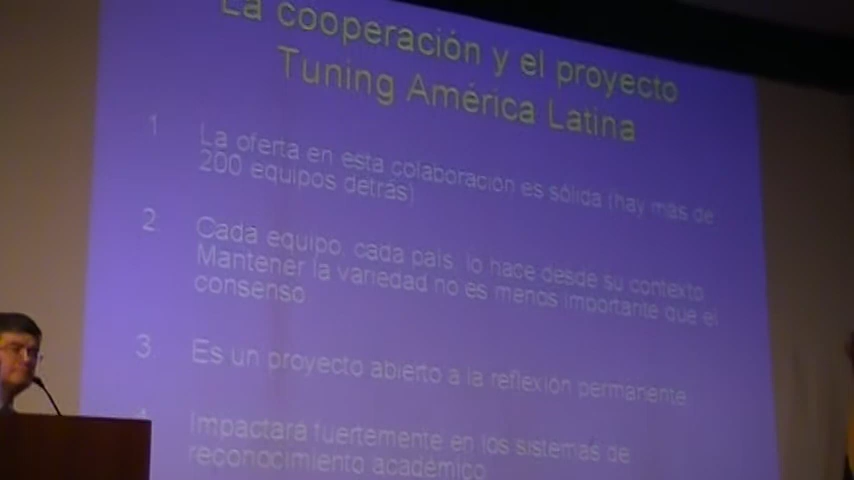 La cooperación y el proyecto
Tuning América Latina
1 La oferta en esta colaboración es sólida (hay mas de
200 equipos detrás)
2 Cada equipo, cada país, lo hace desde su contexto.
Mantener la variedad no es menos importante que el
consenso
3 Es un proyecto abierto a la reflexión permanente
Impactará fuertemente en los sistemas de
reconocimiento académico